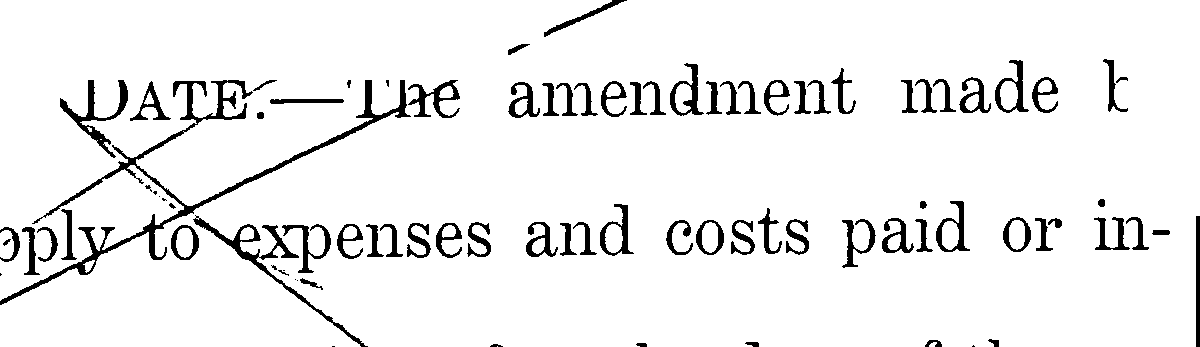 DATE.—The amendment made b
pply to expenses and costs paid or in-